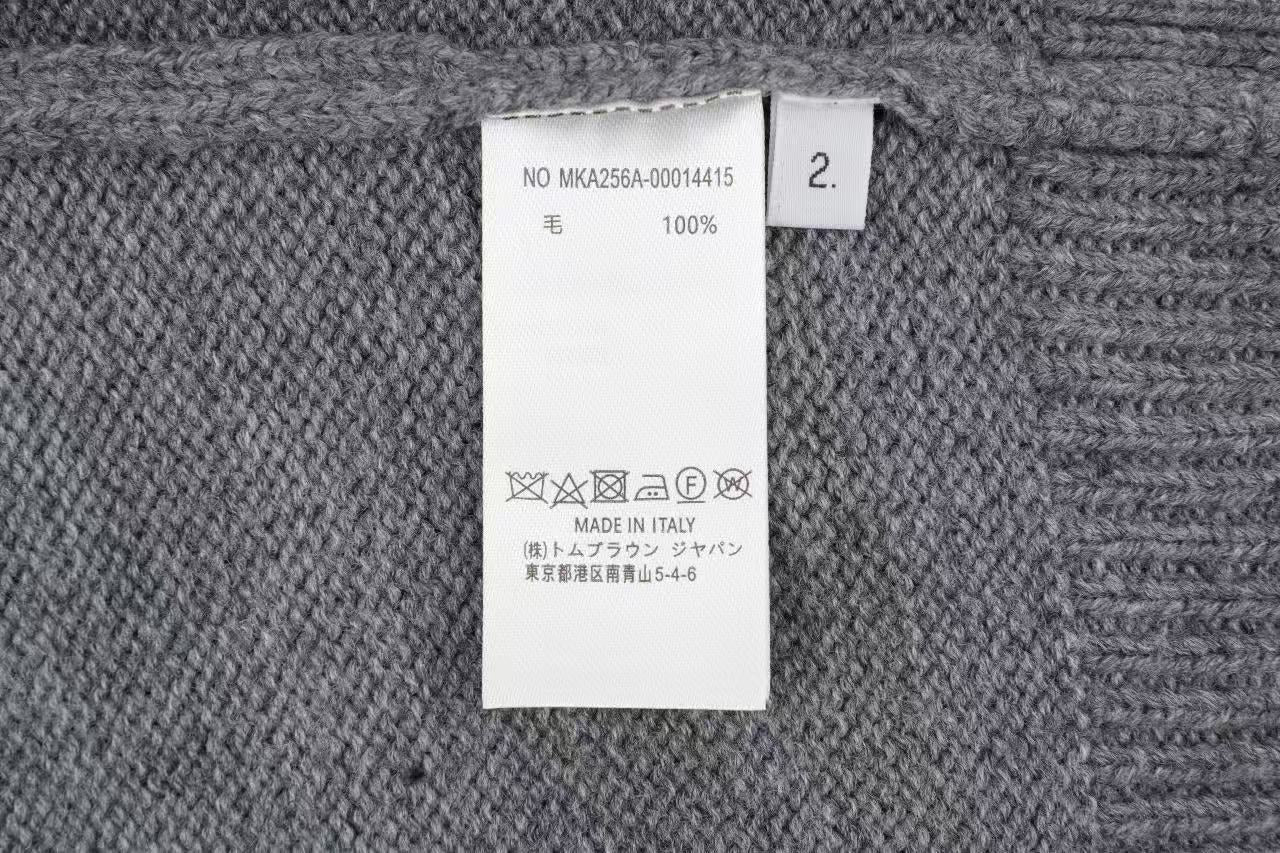 NO MKA256A-00014415
毛 100%
2.
F W
MADE IN ITALY
(株)トムブラウン ジャパン
東京都港区南青山5-4-6